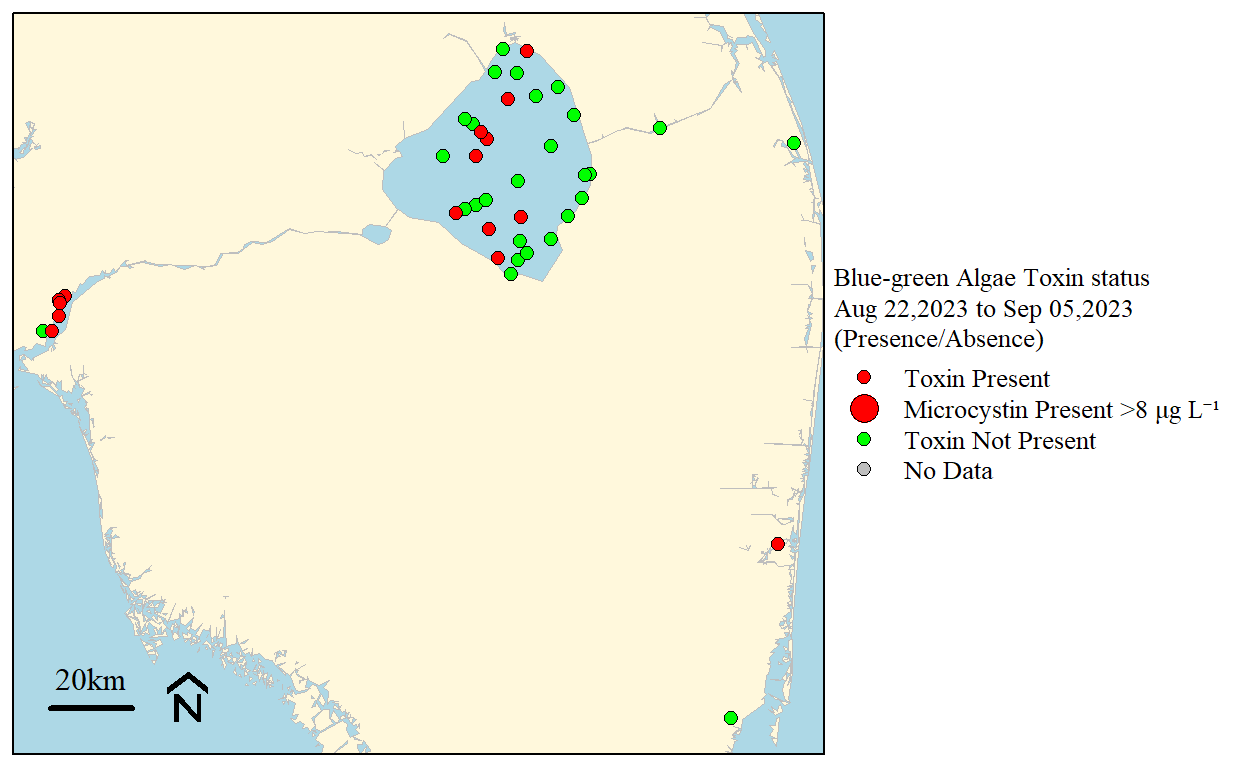 Blue-green Algae Toxin status
Aug 22,2023 to Sep 05,2023
(Presence/Absence)
Toxin Present
Microcystin Present >8 μg L⁻¹
Toxin Not Present
No Data
20km
N